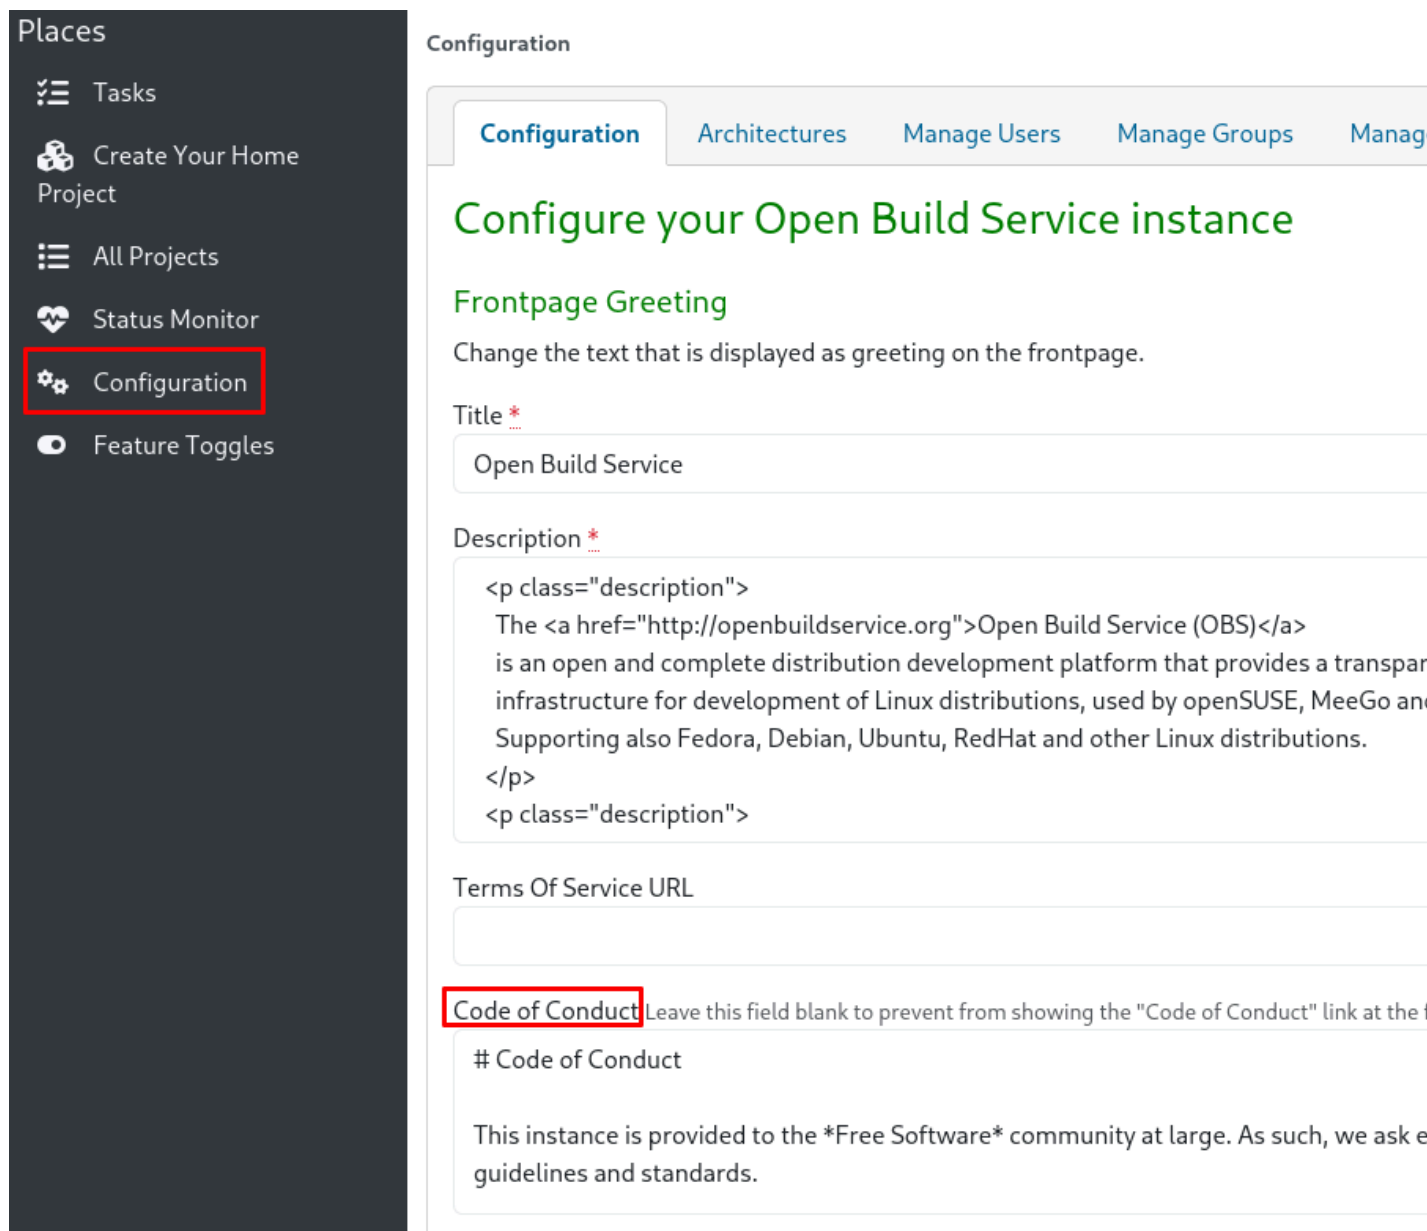 Places
Tasks
Create Your Home
Project
All Projects
Status Monitor
Configuration
Feature Toggles
Configuration
Configuration Architectures Manage Users Manage Groups
Configure your Open Build Service instance
Frontpage Greeting
Change the text that is displayed as greeting on the frontpage.
Title *
Open Build Service
Description *
<p class="description">
The <a href="http://openbuildservice.org">Open Build Service (OBS)</a>
is an open and complete distribution development platform that provides a
infrastructure for development of Linux distributions, used by openSUSE, MeeGo
Supporting also Fedora, Debian, Ubuntu, RedHat and other Linux distributions.
</p>
<p class="description">
Terms Of Service URL
Code of Conduct Leave this field blank to prevent from showing the "Code of Conduct" link at the
# Code of Conduct
This instance is provided to the *Free Software* community at large. As such, we ask
guidelines and standards.